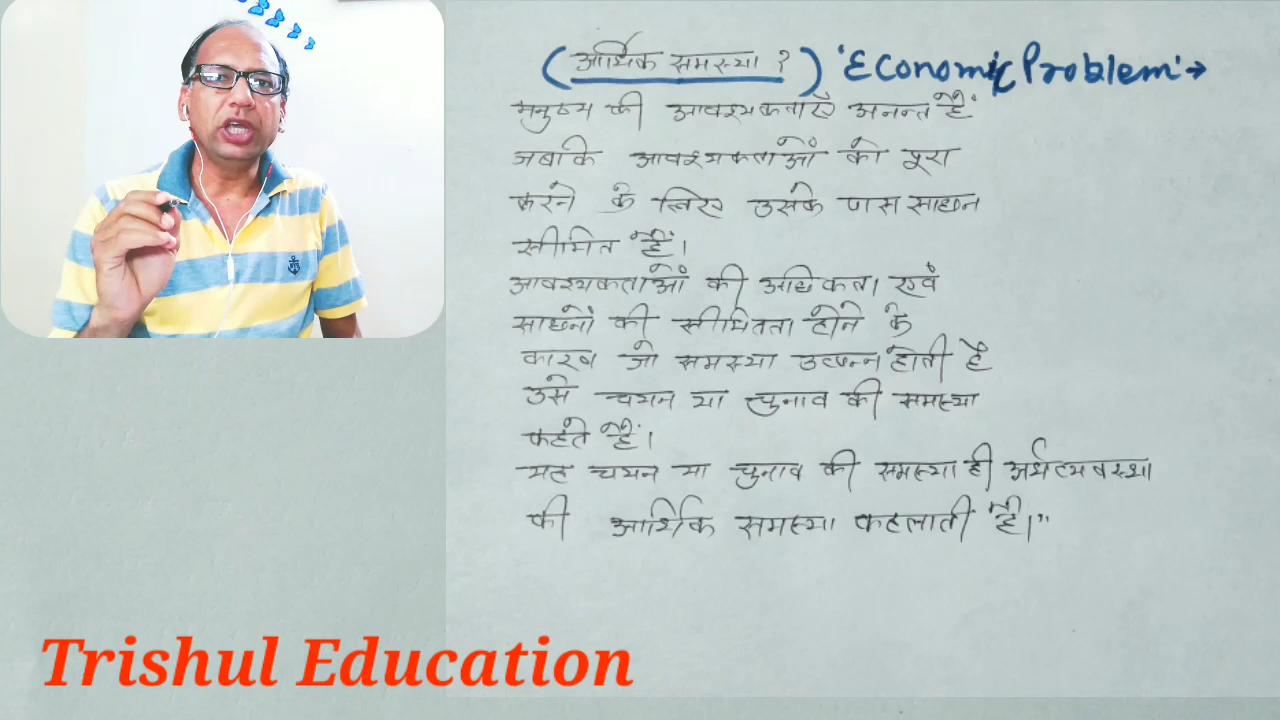 (आर्थिक समस्या ?) 'Economic Problem' →
मनुष्य की आवश्यकताएँ अनन्त हैं
जबकि आवश्यकताओं को पूरा
करने के लिए उसके पास साधन
सीमित हैं।
आवश्यकताओं की अधिकता एवं
साधनों की सीमितता होने के
कारण जो समस्या उत्पन्न होती है
उसे चयन या चुनाव की समस्या
कहते हैं।
यह चयन या चुनाव की समस्या ही अर्थव्यवस्था
की आर्थिक समस्या कहलाती है।"
Trishul Education